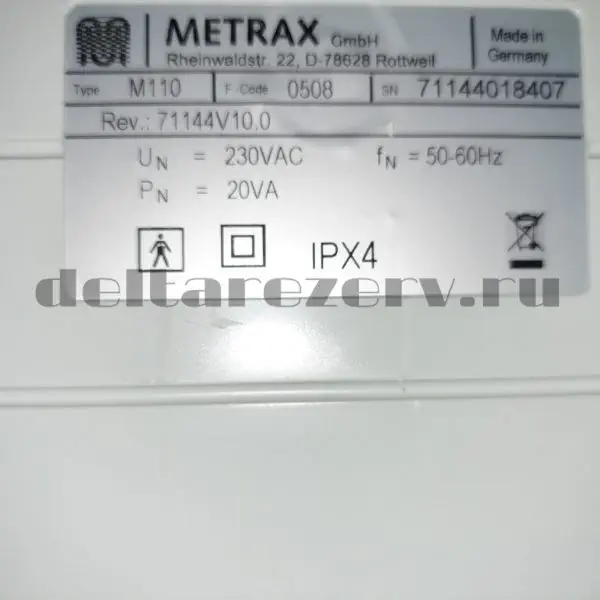 METRAX GmbH
Rheinwaldstr. 22, D-78628 Rottweil
Made in
Germany
Type M110 F-Code 0508 SN 71144018407
Rev.: 71144V10.0
UN = 230VAC fN = 50-60Hz
PN = 20VA
IPX4
deltarezerv.ru